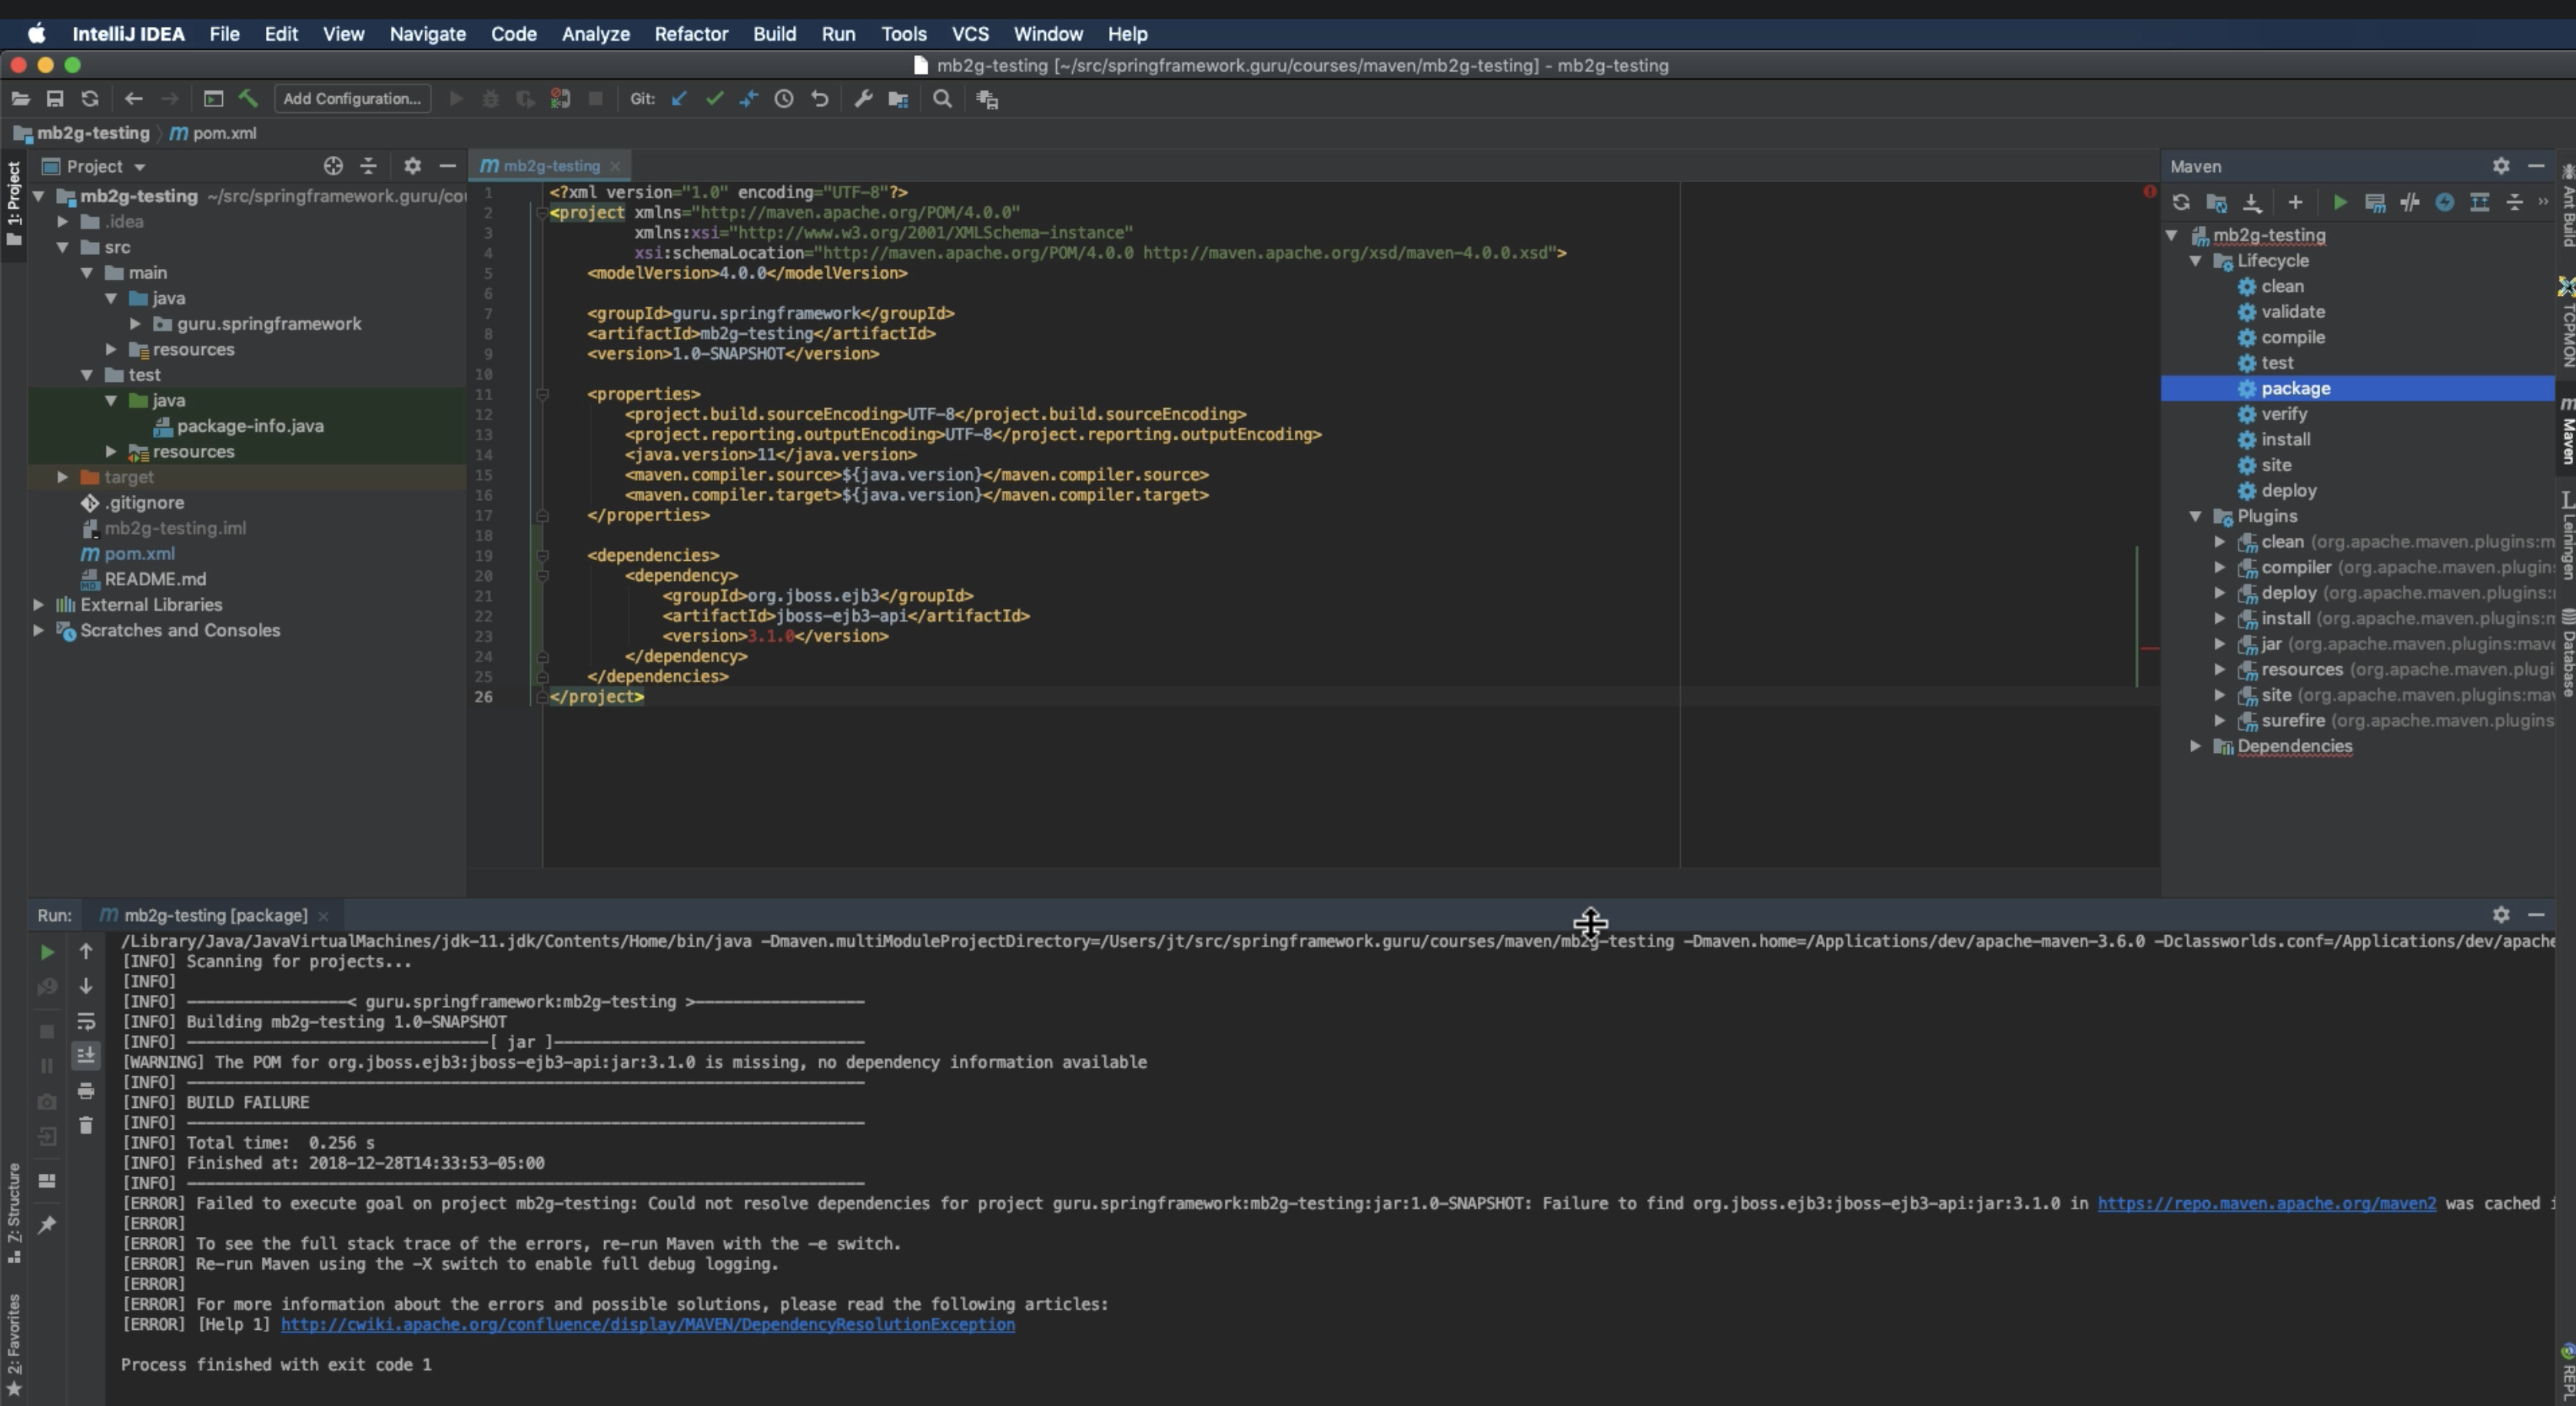 IntelliJ IDEA File Edit View Navigate Code Analyze Refactor Build Run Tools VCS Window Help
mb2g-testing [~/src/springframework.guru/courses/maven/mb2g-testing] - mb2g-testing
Add Configuration... Git:
mb2g-testing pom.xml
1: Project
Project
mb2g-testing ~/src/springframework.guru/cou
.idea
src
main
java
guru.springframework
resources
test
java
package-info.java
resources
target
.gitignore
mb2g-testing.iml
pom.xml
README.md
External Libraries
Scratches and Consoles
mb2g-testing
1 <?xml version="1.0" encoding="UTF-8"?>
2 <project xmlns="http://maven.apache.org/POM/4.0.0"
3 xmlns:xsi="http://www.w3.org/2001/XMLSchema-instance"
4 xsi:schemaLocation="http://maven.apache.org/POM/4.0.0 http://maven.apache.org/xsd/maven-4.0.0.xsd">
5 <modelVersion>4.0.0</modelVersion>
6
7 <groupId>guru.springframework</groupId>
8 <artifactId>mb2g-testing</artifactId>
9 <version>1.0-SNAPSHOT</version>
10
11 <properties>
12 <project.build.sourceEncoding>UTF-8</project.build.sourceEncoding>
13 <project.reporting.outputEncoding>UTF-8</project.reporting.outputEncoding>
14 <java.version>11</java.version>
15 <maven.compiler.source>${java.version}</maven.compiler.source>
16 <maven.compiler.target>${java.version}</maven.compiler.target>
17 </properties>
18
19 <dependencies>
20 <dependency>
21 <groupId>org.jboss.ejb3</groupId>
22 <artifactId>jboss-ejb3-api</artifactId>
23 <version>3.1.0</version>
24 </dependency>
25 </dependencies>
26 </project>
Maven
mb2g-testing
Lifecycle
clean
validate
compile
test
package
verify
install
site
deploy
Plugins
clean (org.apache.maven.plugins:m
compiler (org.apache.maven.plugin
deploy (org.apache.maven.plugins:
install (org.apache.maven.plugins:m
jar (org.apache.maven.plugins:mave
resources (org.apache.maven.plugi
site (org.apache.maven.plugins:ma
surefire (org.apache.maven.plugins
Dependencies
Ant Build
TCPMON
Maven
Leiningen
Database
Run: mb2g-testing [package]
/Library/Java/JavaVirtualMachines/jdk-11.jdk/Contents/Home/bin/java -Dmaven.multiModuleProjectDirectory=/Users/jt/src/springframework.guru/courses/maven/mb2g-testing -Dmaven.home=/Applications/dev/apache-maven-3.6.0 -Dclassworlds.conf=/Applications/dev/apache
[INFO] Scanning for projects...
[INFO]
[INFO] -----------------< guru.springframework:mb2g-testing >------------------
[INFO] Building mb2g-testing 1.0-SNAPSHOT
[INFO] --------------------------------[ jar ]---------------------------------
[WARNING] The POM for org.jboss.ejb3:jboss-ejb3-api:jar:3.1.0 is missing, no dependency information available
[INFO] ------------------------------------------------------------------------
[INFO] BUILD FAILURE
[INFO] ------------------------------------------------------------------------
[INFO] Total time:  0.256 s
[INFO] Finished at: 2018-12-28T14:33:53-05:00
[INFO] ------------------------------------------------------------------------
[ERROR] Failed to execute goal on project mb2g-testing: Could not resolve dependencies for project guru.springframework:mb2g-testing:jar:1.0-SNAPSHOT: Failure to find org.jboss.ejb3:jboss-ejb3-api:jar:3.1.0 in https://repo.maven.apache.org/maven2 was cached i
[ERROR]
[ERROR] To see the full stack trace of the errors, re-run Maven with the -e switch.
[ERROR] Re-run Maven using the -X switch to enable full debug logging.
[ERROR]
[ERROR] For more information about the errors and possible solutions, please read the following articles:
[ERROR] [Help 1] http://cwiki.apache.org/confluence/display/MAVEN/DependencyResolutionException
Process finished with exit code 1
Z: Structure
2: Favorites
REPL